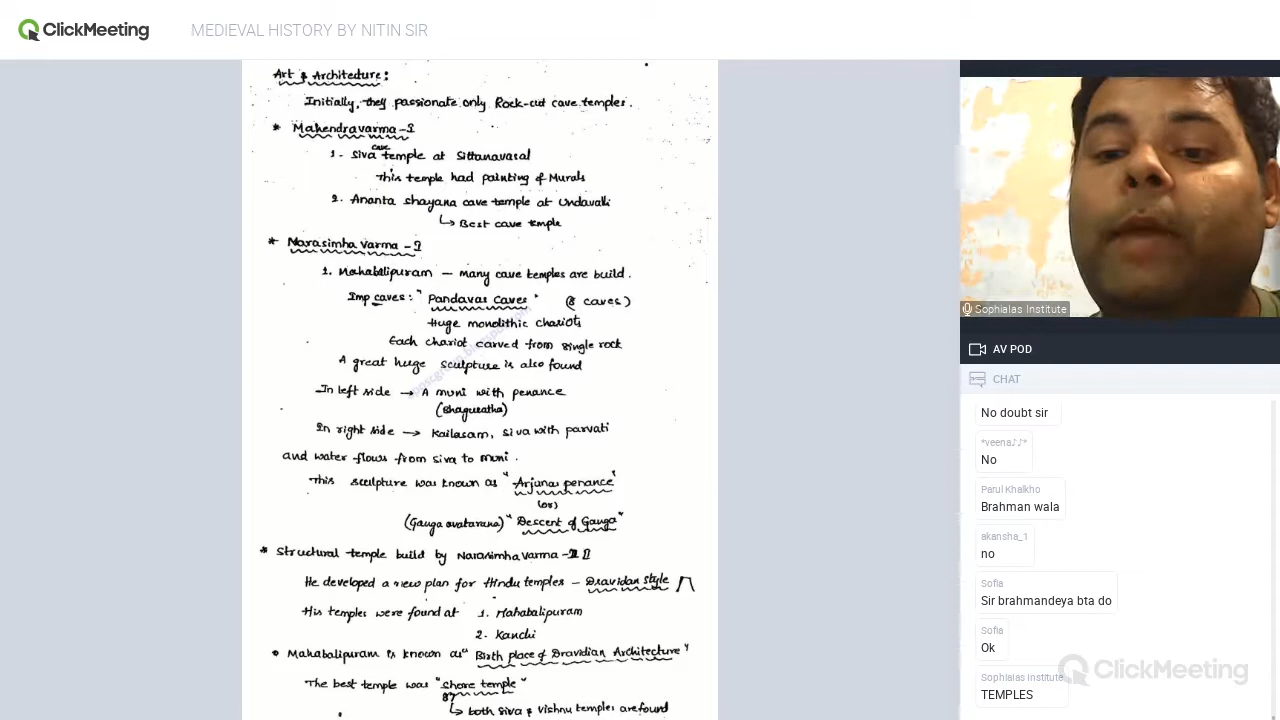 ClickMeeting
MEDIEVAL HISTORY BY NITIN SIR
Art & Architecture:
Initially, they passionate only Rock-cut cave temples.
* Mahendravarma-I
1. Siva cave temple at Sittanavasal
This temple had painting of Murals
2. Ananta shayana cave temple at Undavalli
↳ Best cave temple
* Narasimha Varma -I
1. Mahabalipuram — many cave temples are build.
Imp caves: "Pandavas Caves" (8 caves)
Huge monolithic chariots
Each chariot carved from single rock
A great huge sculpture is also found
In left side → A muni with penance
(Bhagiratha)
In right side → Kailasam, siva with parvati
and water flows from siva to muni.
This sculpture was known as "Arjunas penance"
(or)
(Ganga avatarana) "Descent of Ganga"
* Structural temple build by Narasimha Varma -II
He developed a new plan for Hindu temples - Dravidan style
His temples were found at 1. Mahabalipuram
2. Kanchi
* Mahabalipuram is known as "Birth place of Dravidian Architecture"
The best temple was "Shore temple"
↳ both Siva & Vishnu temples are found
Sophialas Institute
AV POD
CHAT
No doubt sir
*veena♪♪*
No
Parul Khalkho
Brahman wala
akansha_1
no
Sofia
Sir brahmandeya bta do
Sofia
Ok
Sophialas Institute
TEMPLES
ClickMeeting